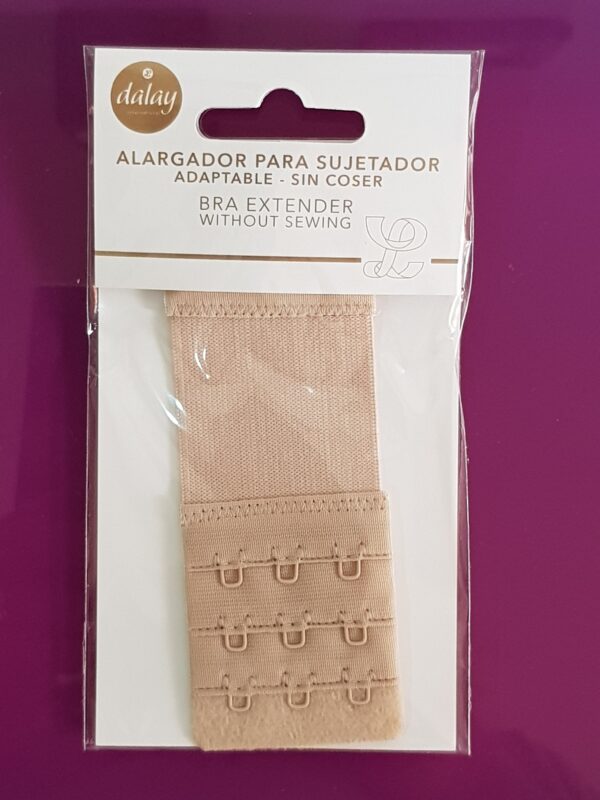 dalay
ALARGADOR PARA SUJETADOR
ADAPTABLE - SIN COSER
BRA EXTENDER
WITHOUT SEWING